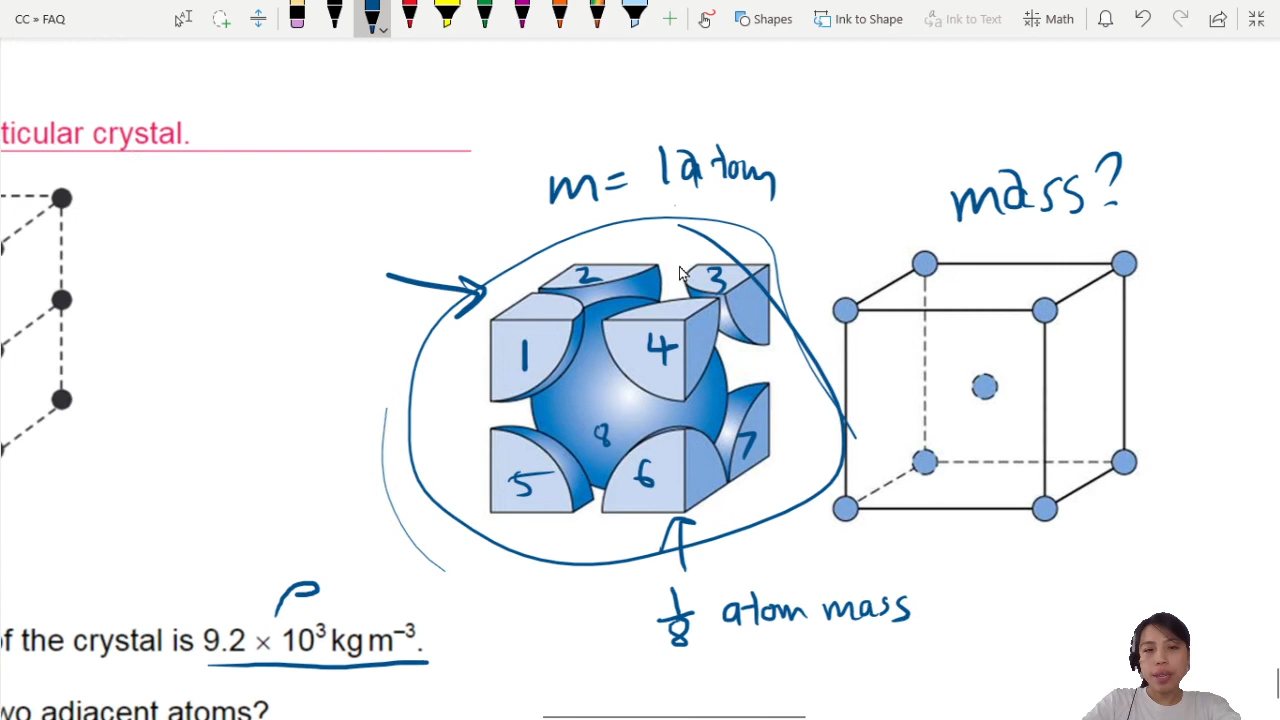 CC » FAQ
Shapes
Ink to Shape
Ink to Text
Math
ticular crystal.
m = 1 atom
mass?
2
3
1
4
8
5
6
7
1/8 atom mass
ρ
of the crystal is 9.2 × 10³ kg m⁻³.
wo adjacent atoms?